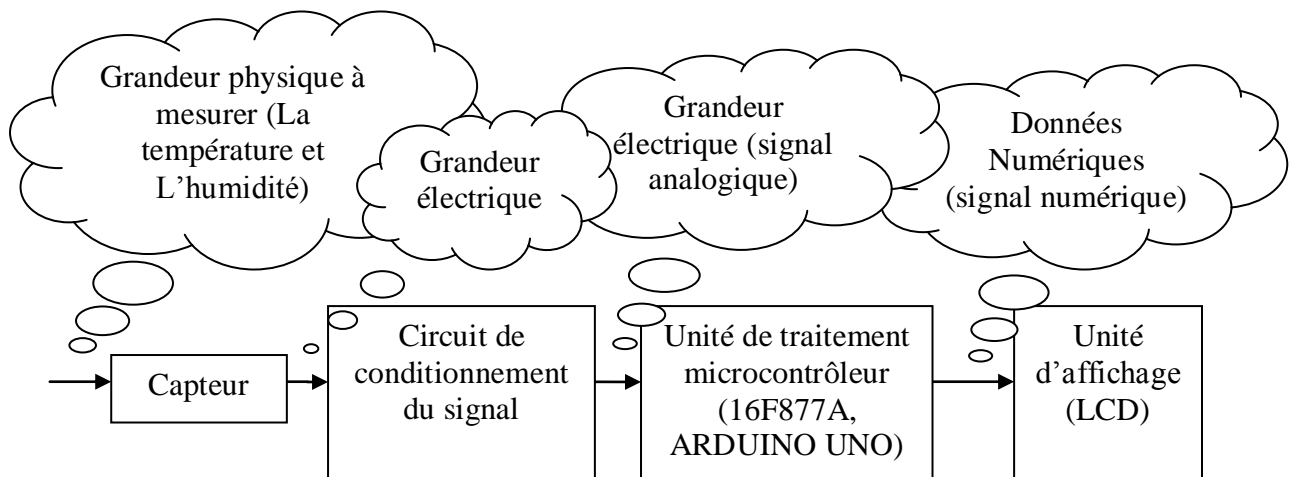 Grandeur physique à
mesurer (La
température et
L’humidité)
Grandeur
électrique
Grandeur
électrique (signal
analogique)
Données
Numériques
(signal numérique)
Capteur
Circuit de
conditionnement
du signal
Unité de traitement
microcontrôleur
(16F877A,
ARDUINO UNO)
Unité
d’affichage
(LCD)